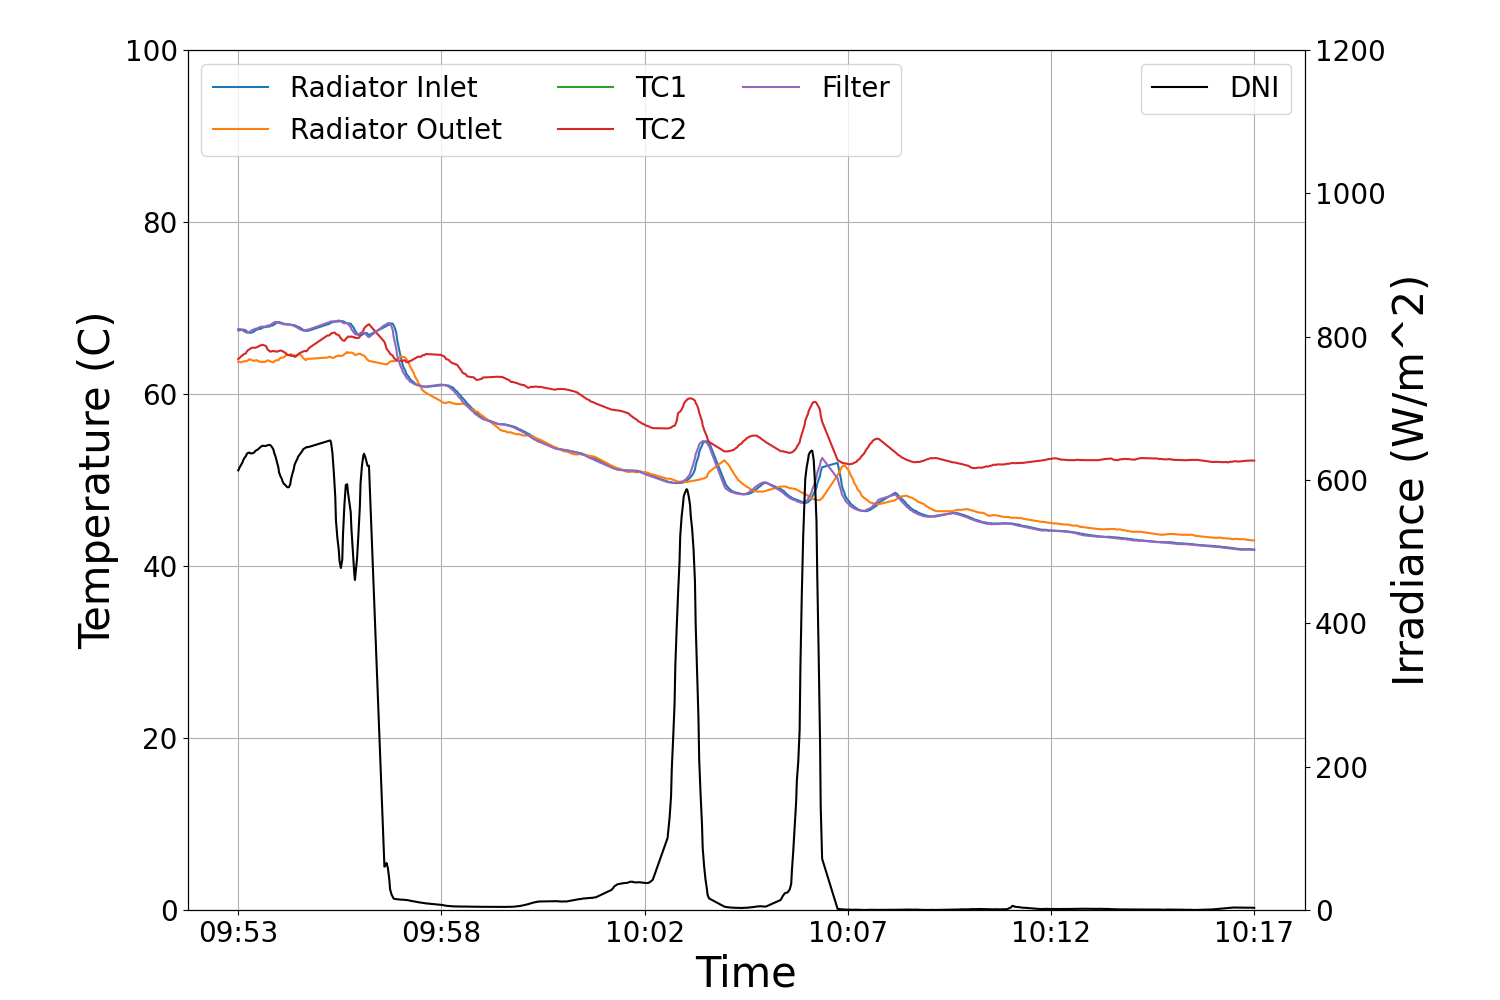 Radiator Inlet TC1 Filter DNI
Radiator Outlet TC2
100
80
60
40
20
0
Temperature (C)
1200
1000
800
600
400
200
0
Irradiance (W/m^2)
09:53 09:58 10:02 10:07 10:12 10:17
Time